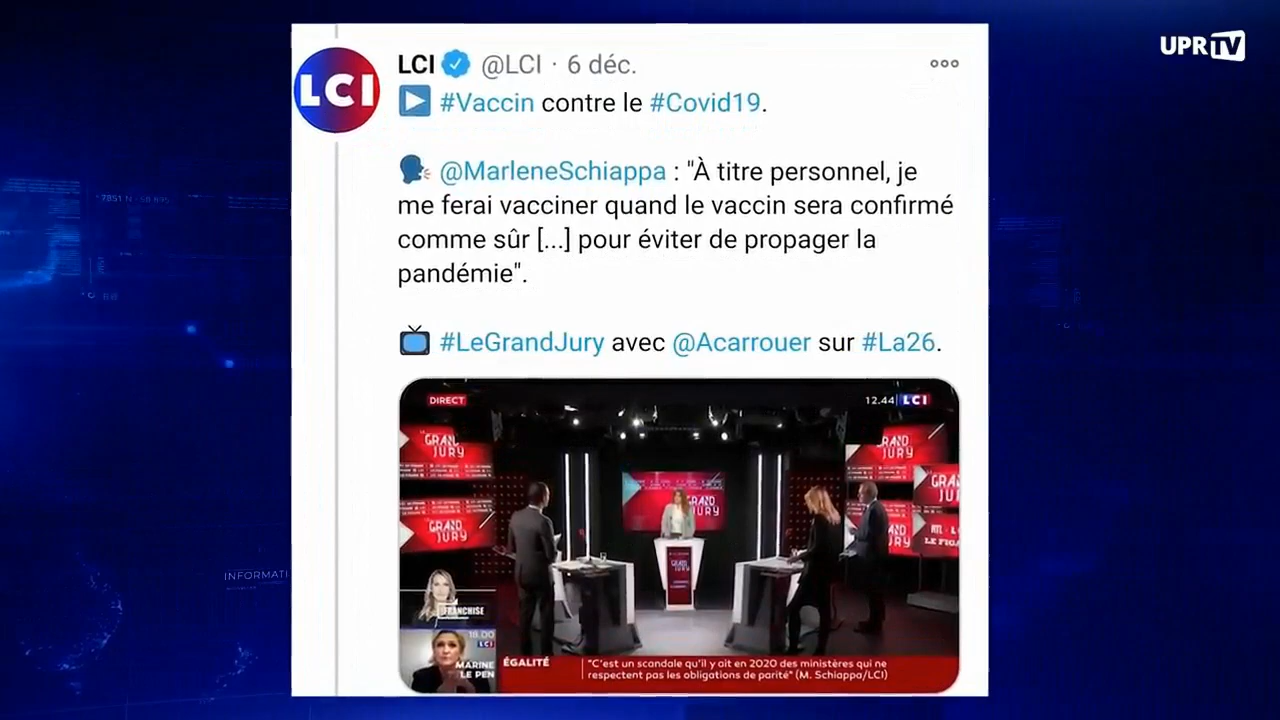 UPR TV
LCI @LCI · 6 déc.
LCI
#Vaccin contre le #Covid19.
@MarleneSchiappa : "À titre personnel, je
me ferai vacciner quand le vaccin sera confirmé
comme sûr [...] pour éviter de propager la
pandémie".
#LeGrandJury avec @Acarrouer sur #La26.
DIRECT
12.44 LCI
GRAND
JURY
GRAND
JURY
GRAND
JURY
GRAND
JURY
GRAND
JURY
INFORMATI
FRANCHISE
18.00
LCI
MARINE
LE PEN
ÉGALITÉ
"C'est un scandale qu'il y ait en 2020 des ministères qui ne
respectent pas les obligations de parité" (M. Schiappa/LCI)